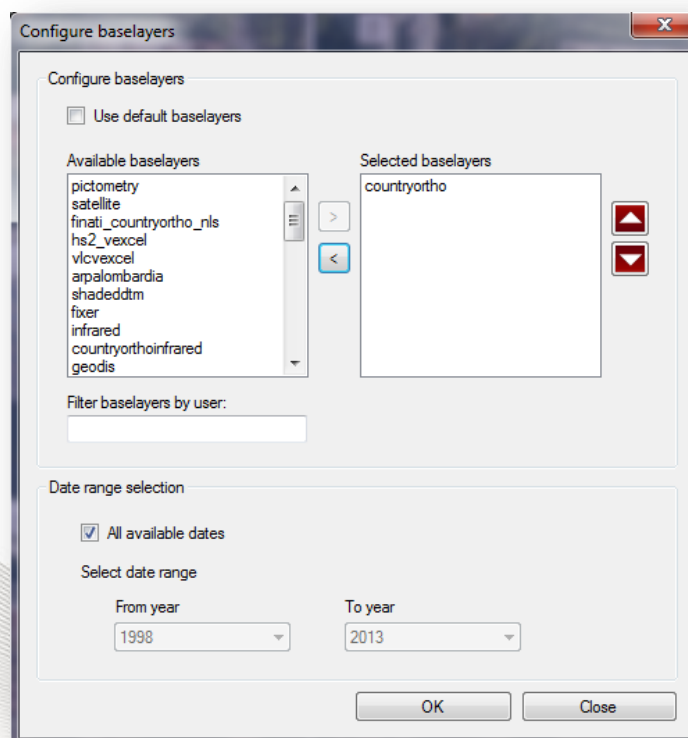 Configure baselayers
Configure baselayers
Use default baselayers
Available baselayers
Selected baselayers
pictometry
satellite
finati_countryortho_nls
hs2_vexcel
vlcvexcel
arpalombardia
shadeddtm
fixer
infrared
countryorthoinfrared
geodis
>
<
countryortho
Filter baselayers by user:
Date range selection
All available dates
Select date range
From year
To year
1998
2013
OK
Close